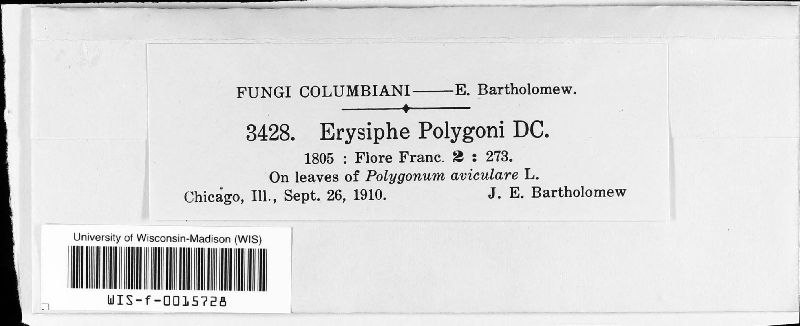 FUNGI COLUMBIANI——E. Bartholomew.
3428. Erysiphe Polygoni DC.
1805 : Flore Franc. 2 : 273.
On leaves of Polygonum aviculare L.
Chicago, Ill., Sept. 26, 1910. J. E. Bartholomew
University of Wisconsin-Madison (WIS)
WIS-f-0015728